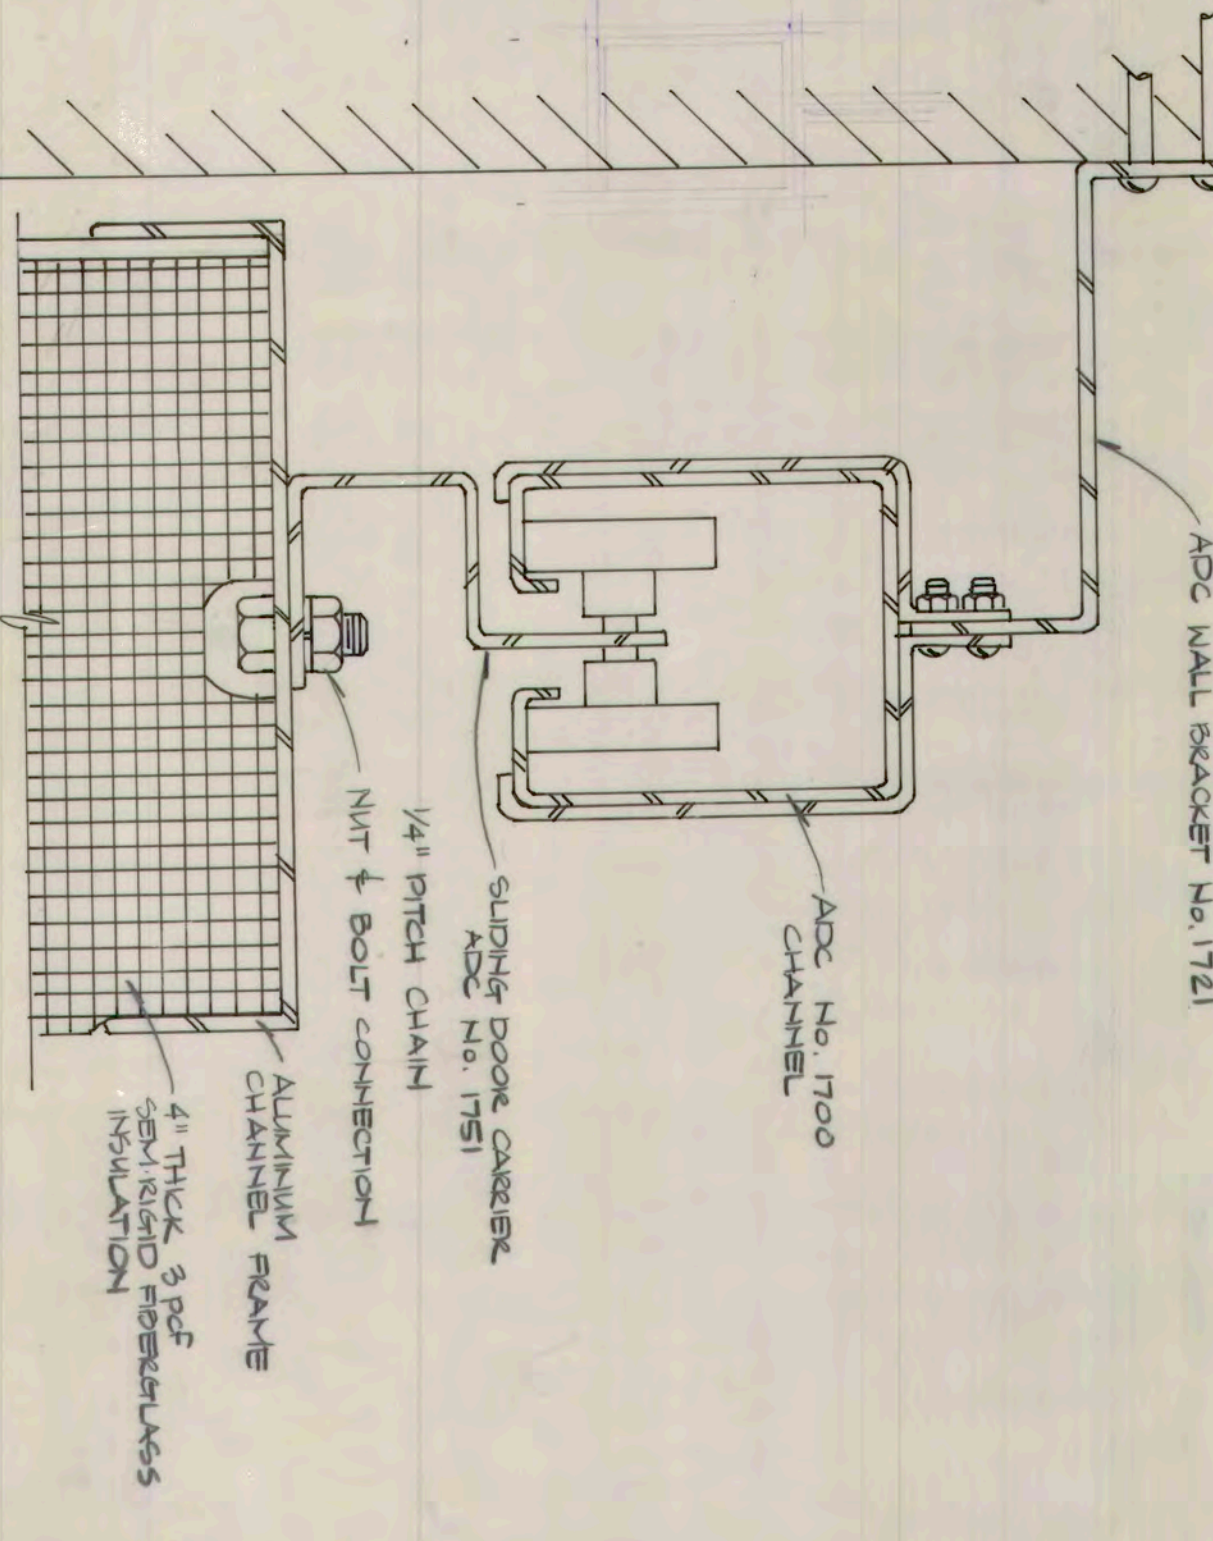 ADC WALL BRACKET No. 1721
ADC No. 1700
CHANNEL
SLIDING DOOR CARRIER
ADC No. 1751
1/4" PITCH CHAIN
NUT & BOLT CONNECTION
ALUMINUM
CHANNEL FRAME
4" THICK 3 pcf
SEMI-RIGID FIBERGLASS
INSULATION